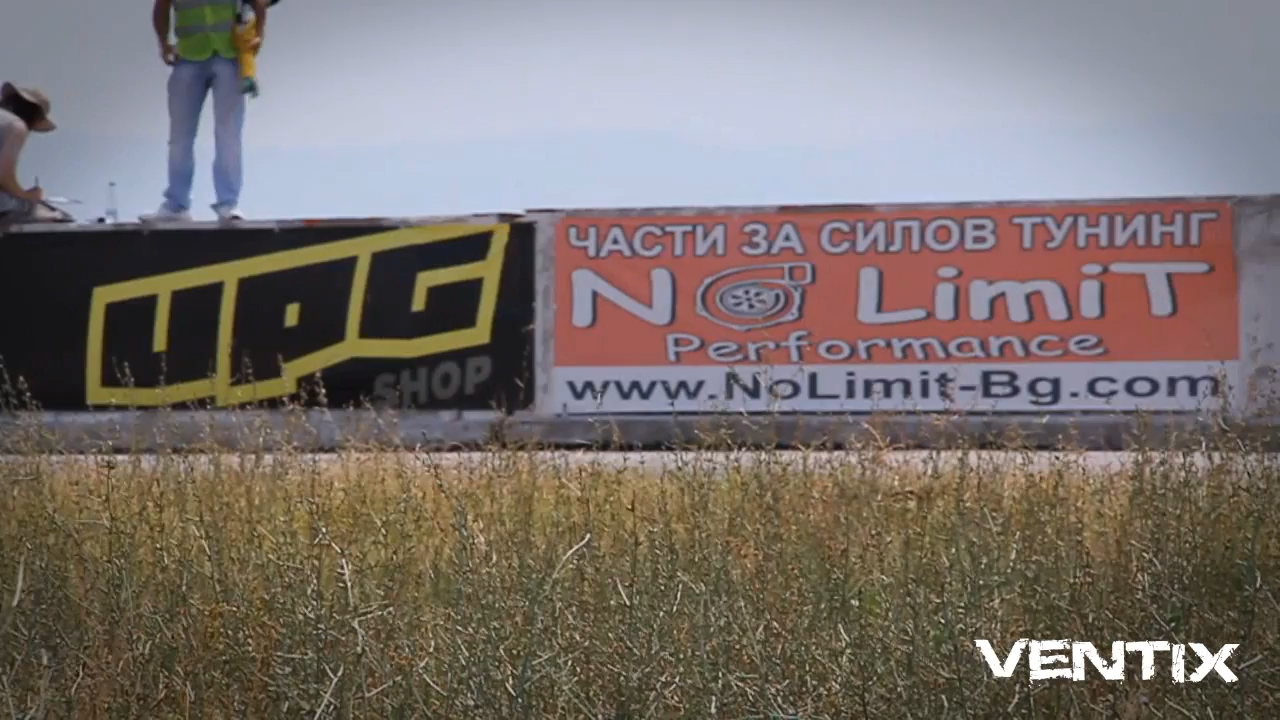 UPG
SHOP
ЧАСТИ ЗА СИЛОВ ТУНИНГ
NO LimiT
Performance
www.NoLimit-Bg.com
VENTIX